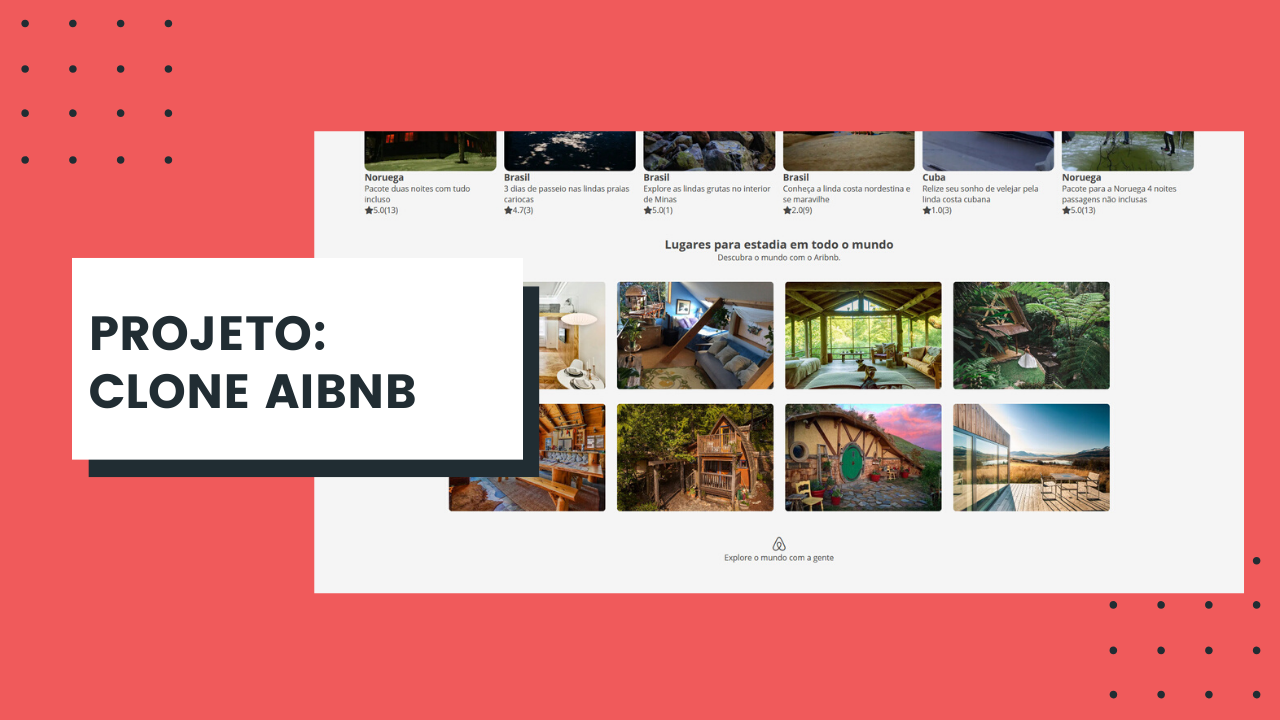 Noruega
Pacote duas noites com tudo
incluso
5.0(13)
Brasil
3 dias de passeio nas lindas praias
cariocas
4.7(3)
Brasil
Explore as lindas grutas no interior
de Minas
5.0(1)
Brasil
Conheça a linda costa nordestina e
se maravilhe
2.0(9)
Cuba
Relize seu sonho de velejar pela
linda costa cubana
1.0(3)
Noruega
Pacote para a Noruega 4 noites
passagens não inclusas
5.0(13)
Lugares para estadia em todo o mundo
Descubra o mundo com o Aribnb.
PROJETO:
CLONE AIBNB
Explore o mundo com a gente